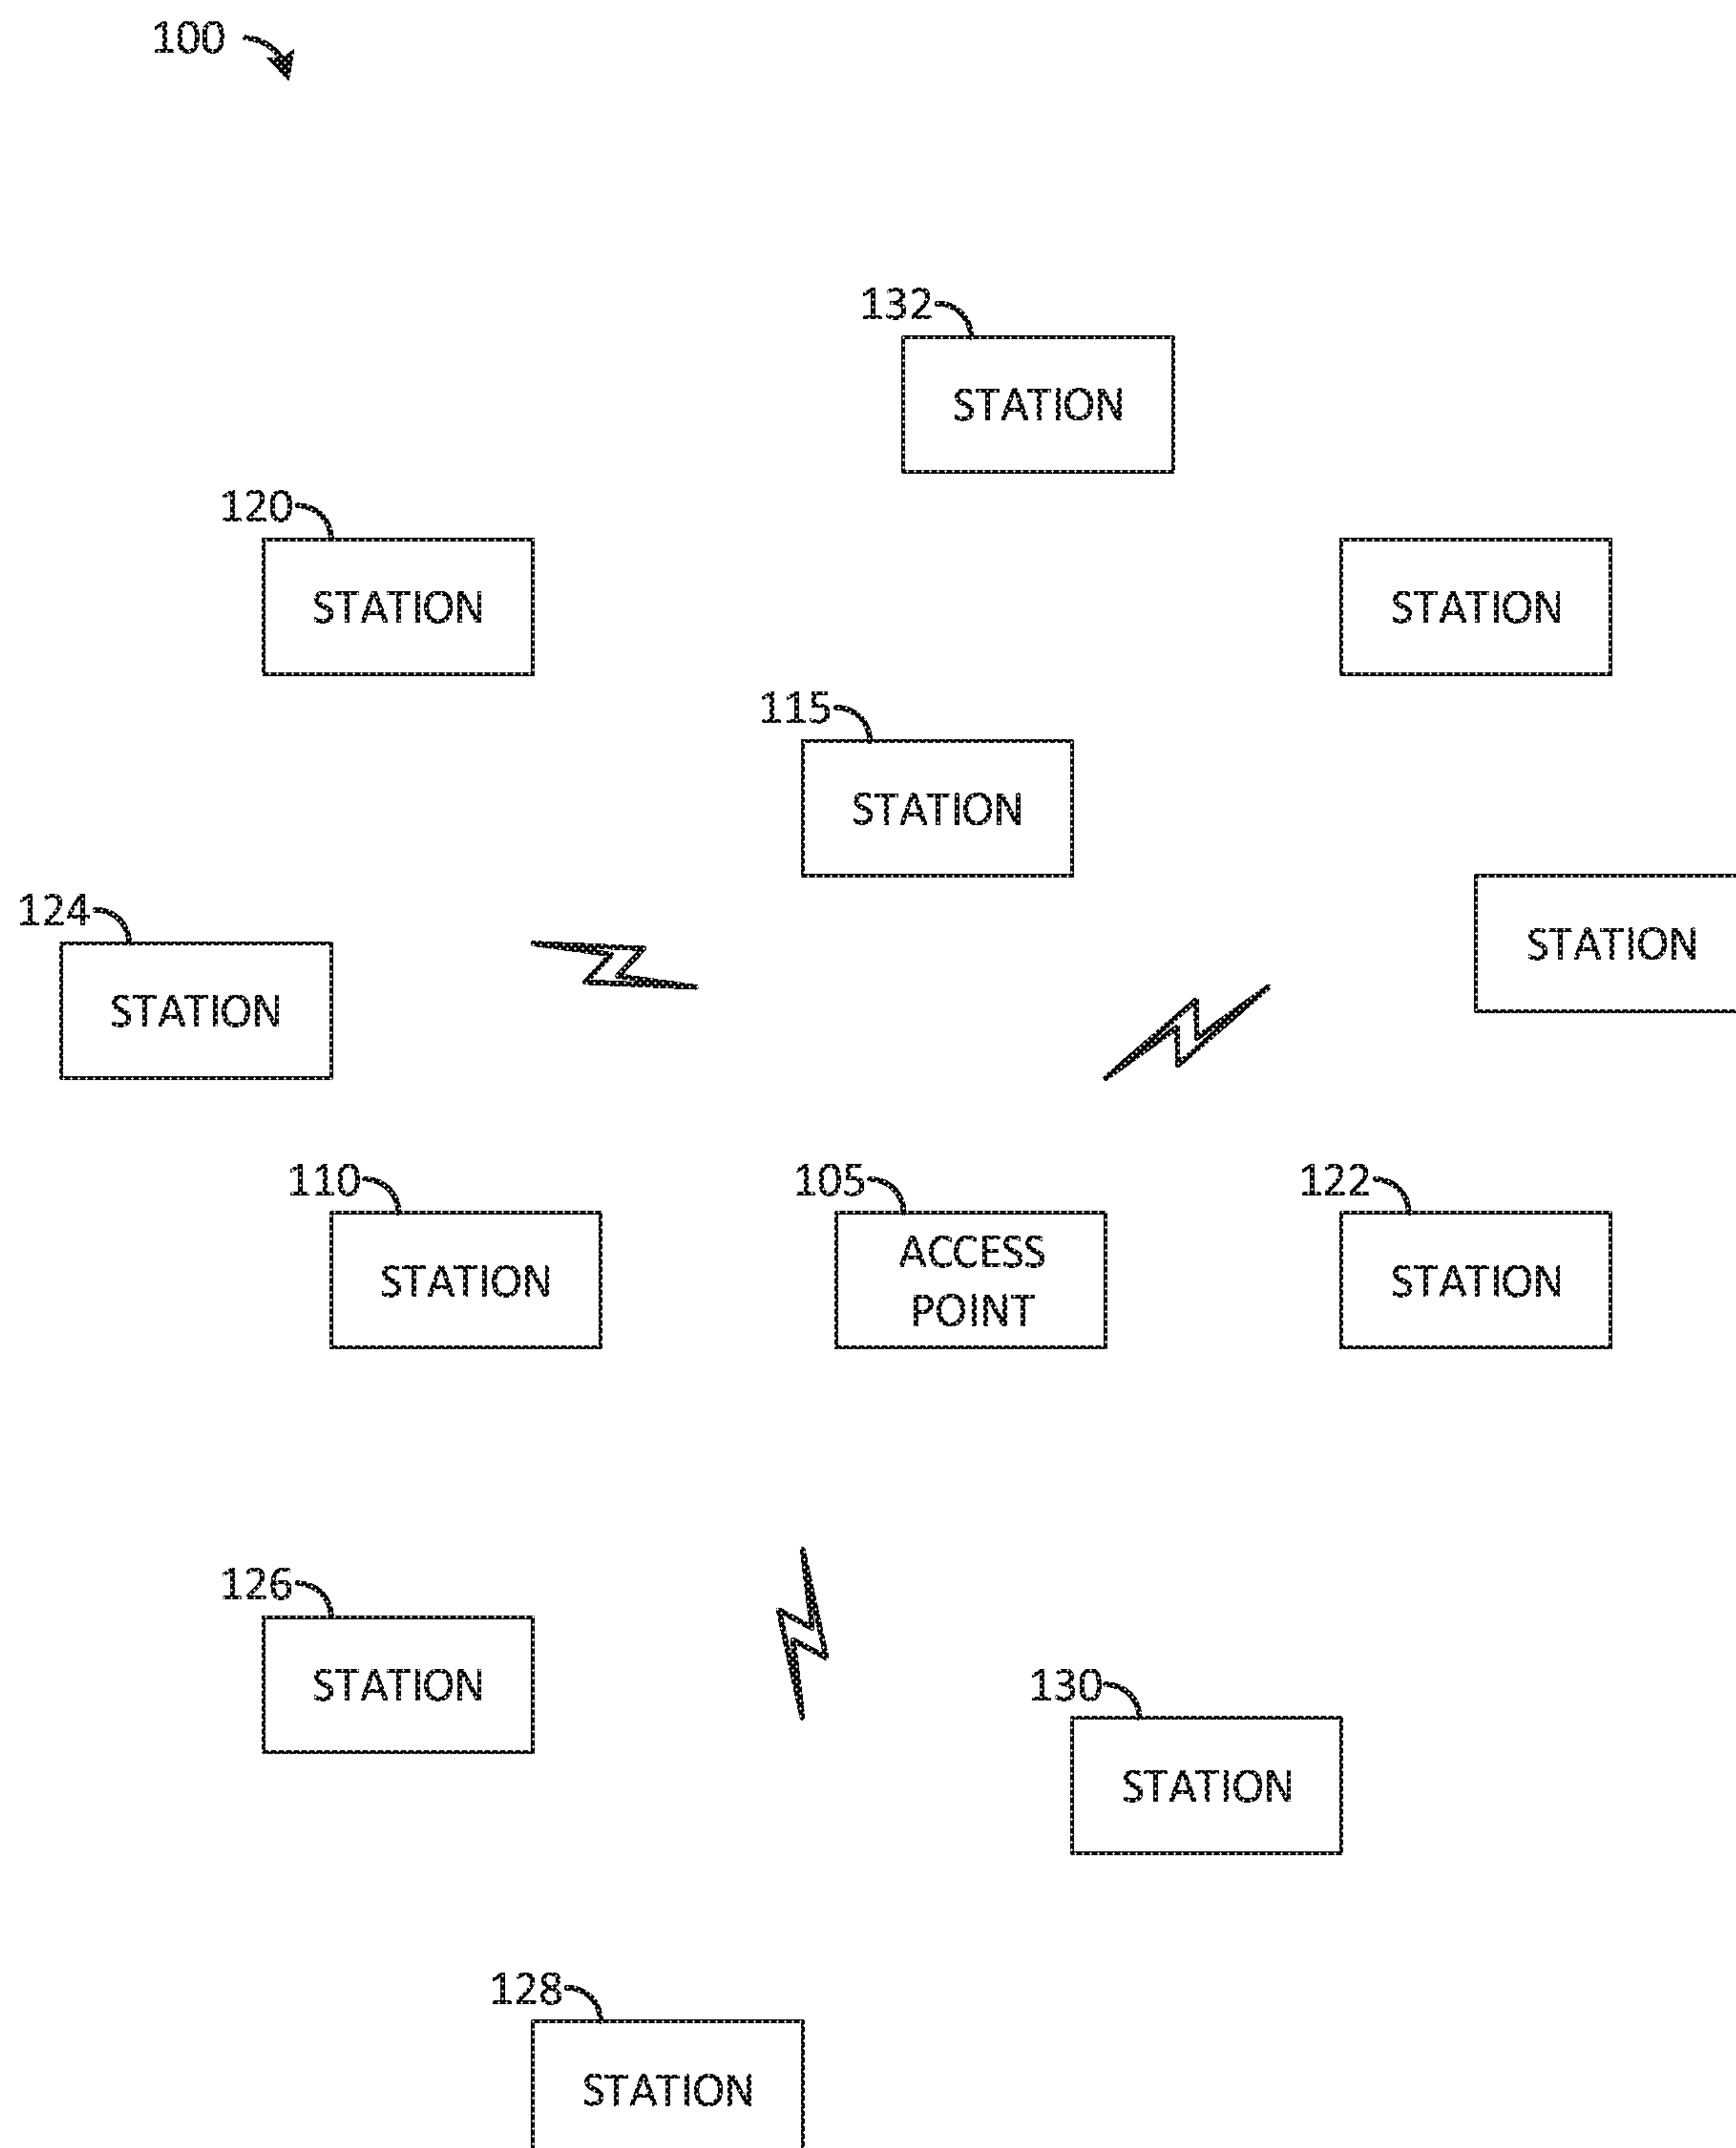 100
132
STATION
120
STATION
STATION
115
STATION
STATION
124
STATION
110
STATION
105
ACCESS
POINT
122
STATION
126
STATION
130
STATION
128
STATION